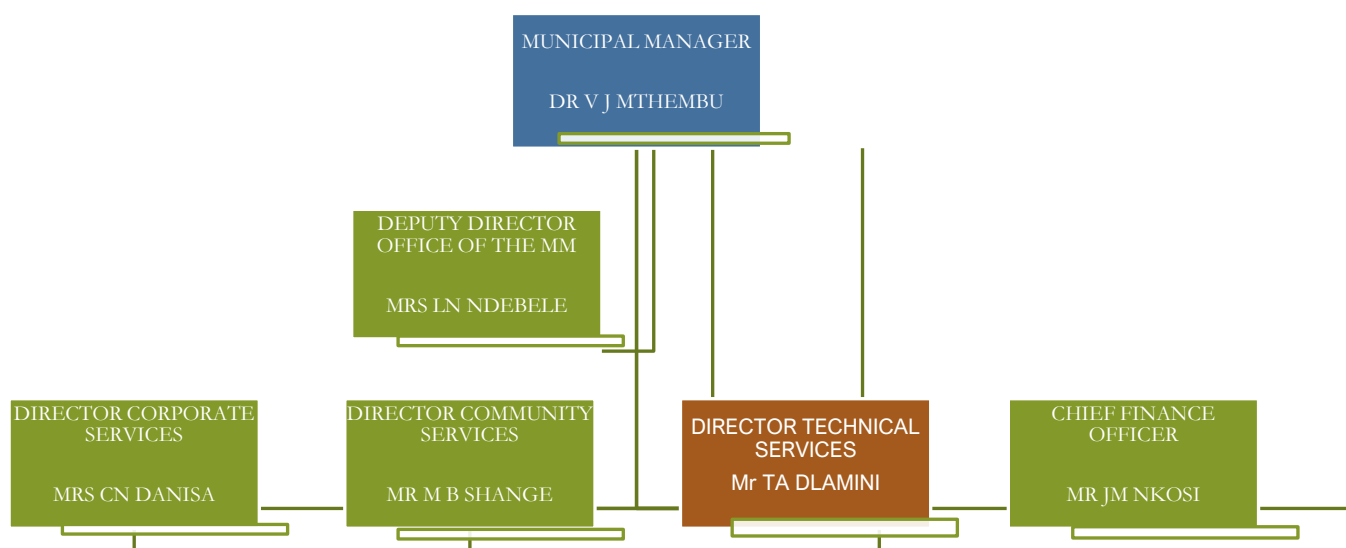 MUNICIPAL MANAGER
DR V J MTHEMBU
DEPUTY DIRECTOR
OFFICE OF THE MM
MRS LN NDEBELE
DIRECTOR CORPORATE
SERVICES
MRS CN DANISA
DIRECTOR COMMUNITY
SERVICES
MR M B SHANGE
DIRECTOR TECHNICAL
SERVICES
Mr TA DLAMINI
CHIEF FINANCE
OFFICER
MR JM NKOSI